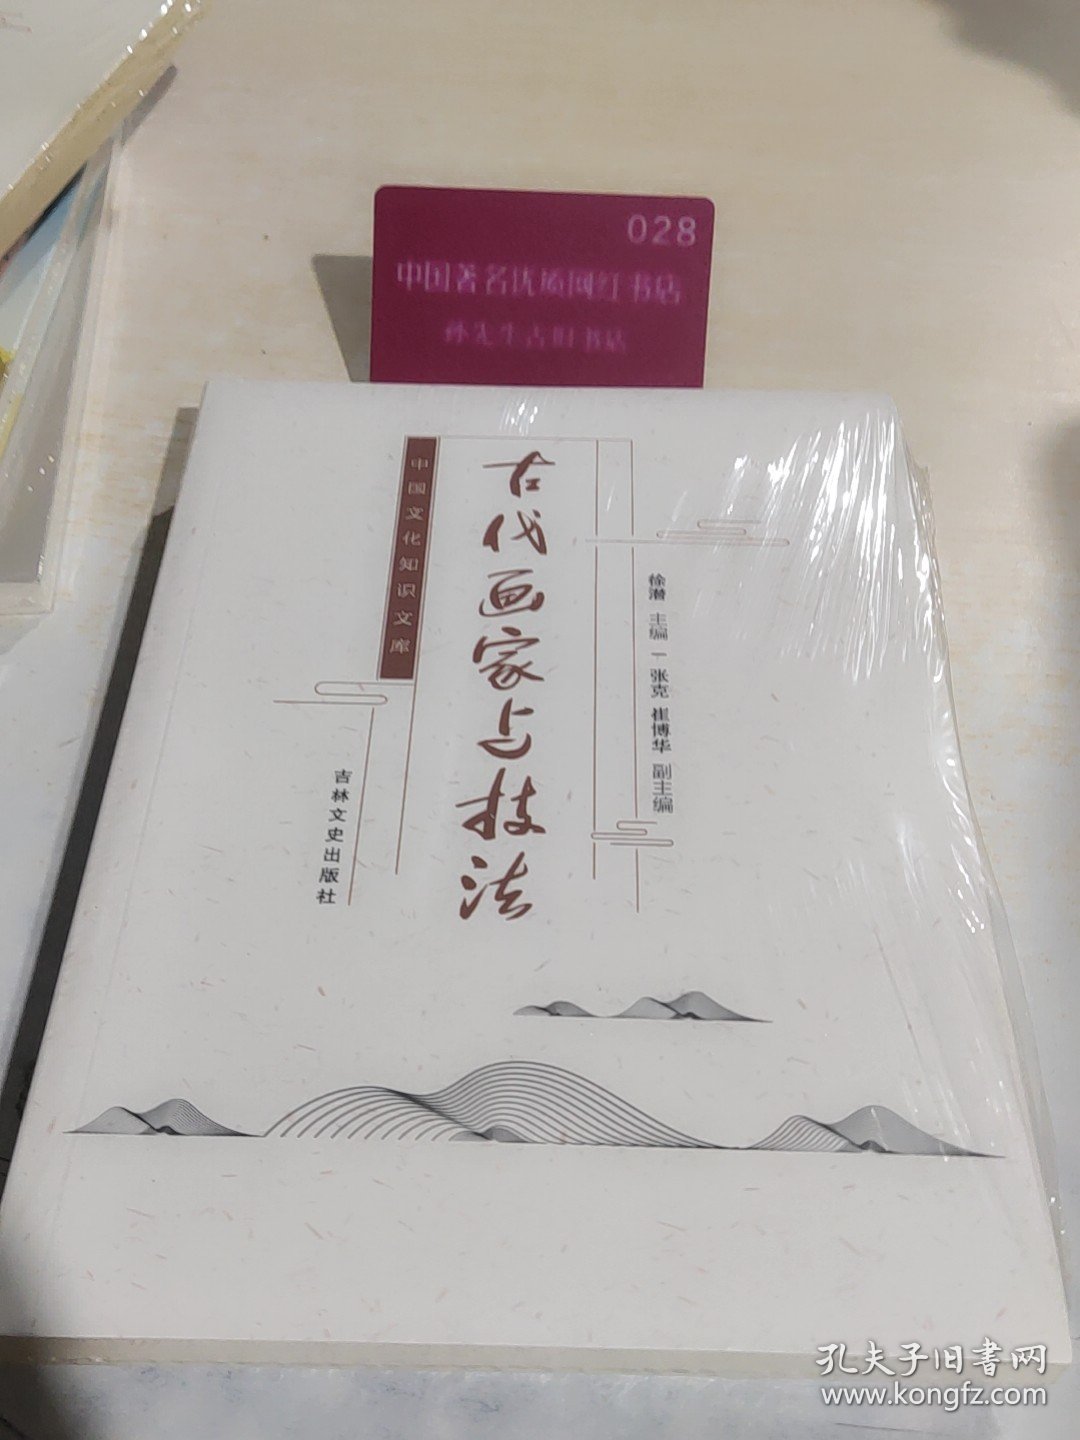 028
中国著名优质网红书店
孙先生古旧书店
中国文化知识文库
古代画家与技法
徐潜 主编 | 张克 崔博华 副主编
吉林文史出版社
孔夫子旧書网
www.kongfz.com